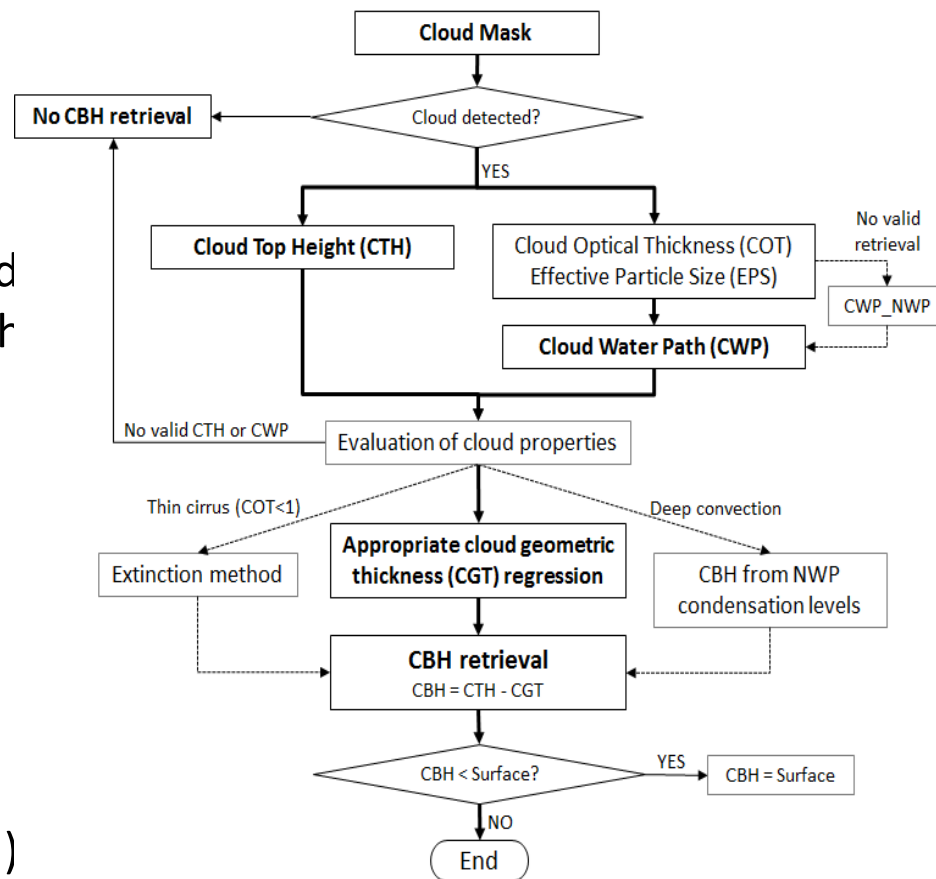 Cloud Mask
Cloud detected?
No CBH retrieval
YES
Cloud Top Height (CTH)
Cloud Optical Thickness (COT)
Effective Particle Size (EPS)
No valid
retrieval
CWP_NWP
Cloud Water Path (CWP)
d
No valid CTH or CWP
Evaluation of cloud properties
Thin cirrus (COT<1)
Deep convection
Extinction method
Appropriate cloud geometric
thickness (CGT) regression
CBH from NWP
condensation levels
CBH retrieval
CBH = CTH - CGT
CBH < Surface?
YES
CBH = Surface
NO
)
End